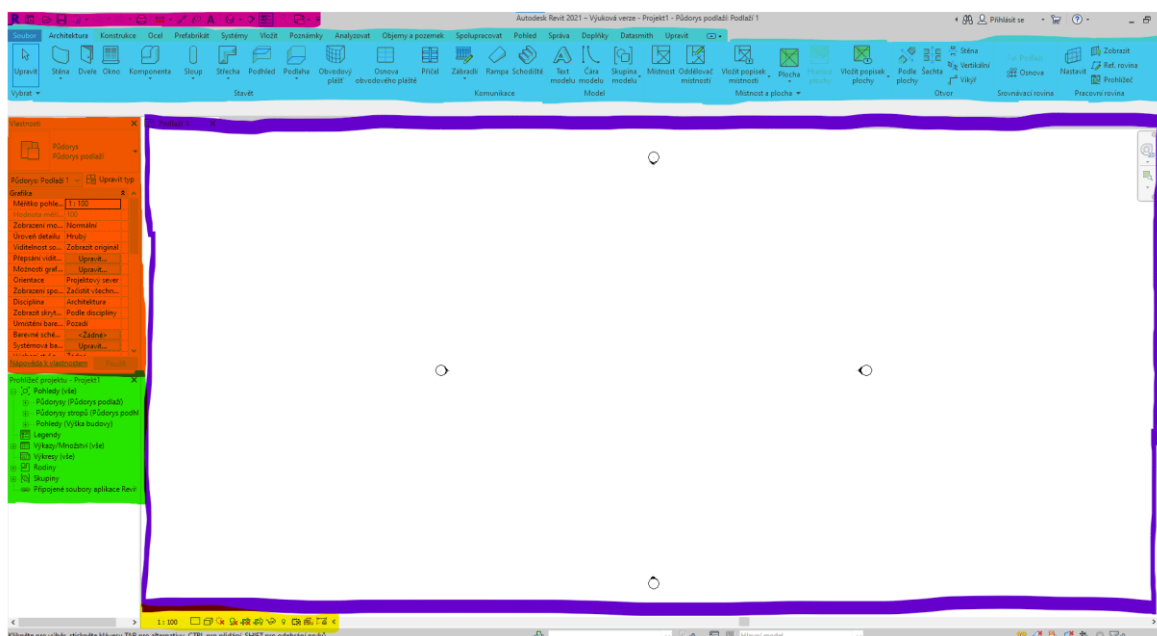 Autodesk Revit 2021 – Výuková verze - Projekt1 - Půdorys podlaží: Podlaží 1
Přihlásit se
Soubor Architektura Konstrukce Ocel Prefabrikát Systémy Vložit Poznámky Analyzovat Objemy a pozemek Spolupracovat Pohled Správa Doplňky Datasmith Upravit
Upravit Stěna Dveře Okno Komponenta Sloup Střecha Podhled Podlaha Obvodový plášť Osnova obvodového pláště Příčel Zábradlí Rampa Schodiště Text modelu Čára modelu Skupina modelu Místnost Oddělovač místností Vložit popisek místnosti Plocha Hranice plochy Vložit popisek plochy Podle plochy Šachta Stěna Vertikální Vikýř Podlaží Osnova Nastavit Zobrazit Ref. rovina Prohlížeč
Vybrat Stavět Komunikace Model Místnost a plocha Otvor Srovnávací rovina Pracovní rovina
Vlastnosti
Podlaží 1
Půdorys
Půdorys podlaží
Půdorys: Podlaží 1 Upravit typ
Grafika
Měřítko pohle... 1 : 100
Hodnota měří... 100
Zobrazení mo... Normální
Úroveň detailu Hrubý
Viditelnost so... Zobrazit originál
Přepsání vidit... Upravit...
Možnosti graf... Upravit...
Orientace Projektový sever
Zobrazení spo... Začistit všechn...
Disciplína Architektura
Zobrazit skryt... Podle disciplíny
Umístění bare... Pozadí
Barevné sché... <Žádné>
Systémová ba... Upravit...
Nápověda k vlastnostem
Prohlížeč projektu - Projekt1
Pohledy (vše)
Půdorysy (Půdorys podlaží)
Půdorysy stropů (Půdorys podhl
Pohledy (Výška budovy)
Legendy
Výkazy/Množství (vše)
Výkresy (vše)
Rodiny
Skupiny
Připojené soubory aplikace Revit
1 : 100
Hlavní model